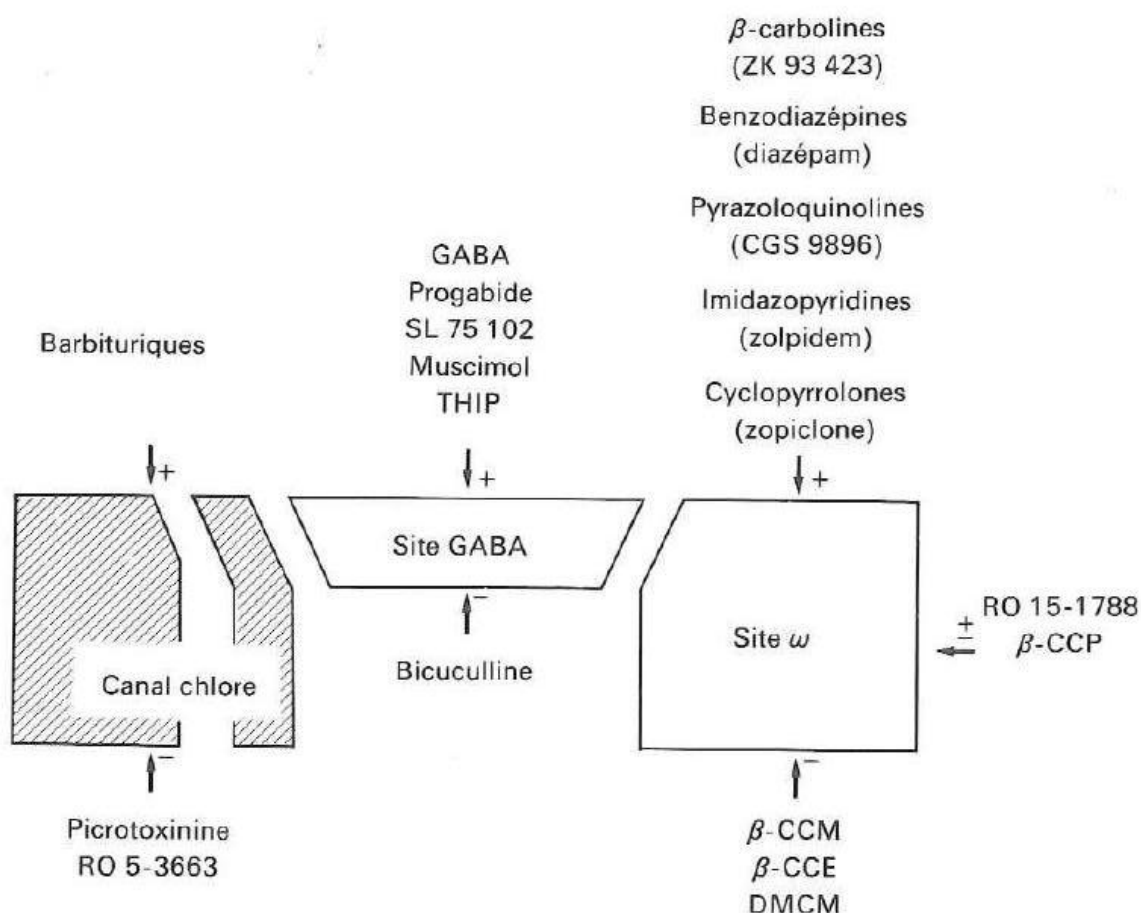 β-carbolines
(ZK 93 423)
Benzodiazépines
(diazépam)
Pyrazoloquinolines
(CGS 9896)
Imidazopyridines
(zolpidem)
Cyclopyrrolones
(zopiclone)
GABA
Progabide
SL 75 102
Muscimol
THIP
Barbituriques
+
+
+
Site GABA
Site ω
Canal chlore
−
Bicuculline
±
RO 15-1788
β-CCP
−
Picrotoxinine
RO 5-3663
−
β-CCM
β-CCE
DMCM